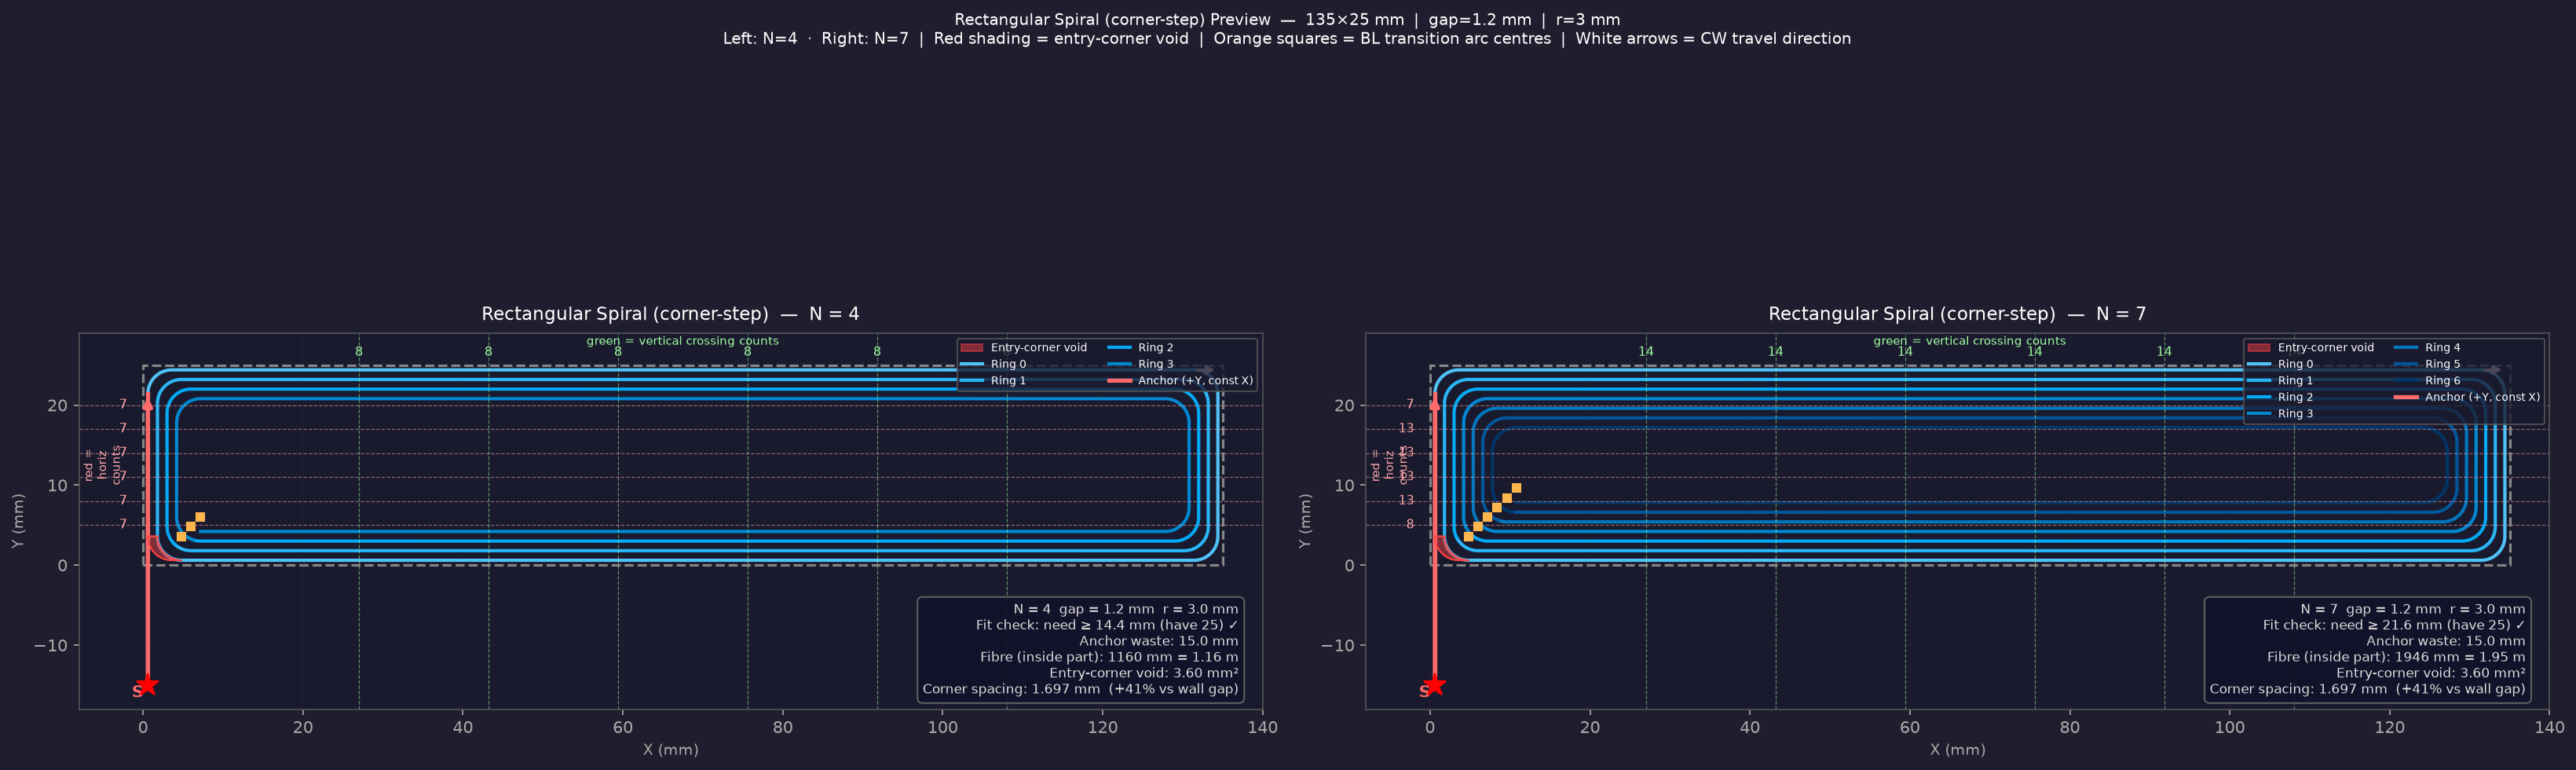 Rectangular Spiral (corner-step) Preview — 135×25 mm | gap=1.2 mm | r=3 mm
Left: N=4 · Right: N=7 | Red shading = entry-corner void | Orange squares = BL transition arc centres | White arrows = CW travel direction
Rectangular Spiral (corner-step) — N = 4
green = vertical crossing counts
8 8 8 8 8
Entry-corner void
Ring 0
Ring 1
Ring 2
Ring 3
Anchor (+Y, const X)
7
7
7
7
7
7
red =
horiz
counts
20
10
0
−10
Y (mm)
S
N = 4 gap = 1.2 mm r = 3.0 mm
Fit check: need ≥ 14.4 mm (have 25) ✓
Anchor waste: 15.0 mm
Fibre (inside part): 1160 mm = 1.16 m
Entry-corner void: 3.60 mm²
Corner spacing: 1.697 mm (+41% vs wall gap)
0 20 40 60 80 100 120 140
X (mm)
Rectangular Spiral (corner-step) — N = 7
green = vertical crossing counts
14 14 14 14 14
Entry-corner void
Ring 0
Ring 1
Ring 2
Ring 3
Ring 4
Ring 5
Ring 6
Anchor (+Y, const X)
7
13
13
13
13
8
red =
horiz
counts
20
10
0
−10
Y (mm)
S
N = 7 gap = 1.2 mm r = 3.0 mm
Fit check: need ≥ 21.6 mm (have 25) ✓
Anchor waste: 15.0 mm
Fibre (inside part): 1946 mm = 1.95 m
Entry-corner void: 3.60 mm²
Corner spacing: 1.697 mm (+41% vs wall gap)
0 20 40 60 80 100 120 140
X (mm)